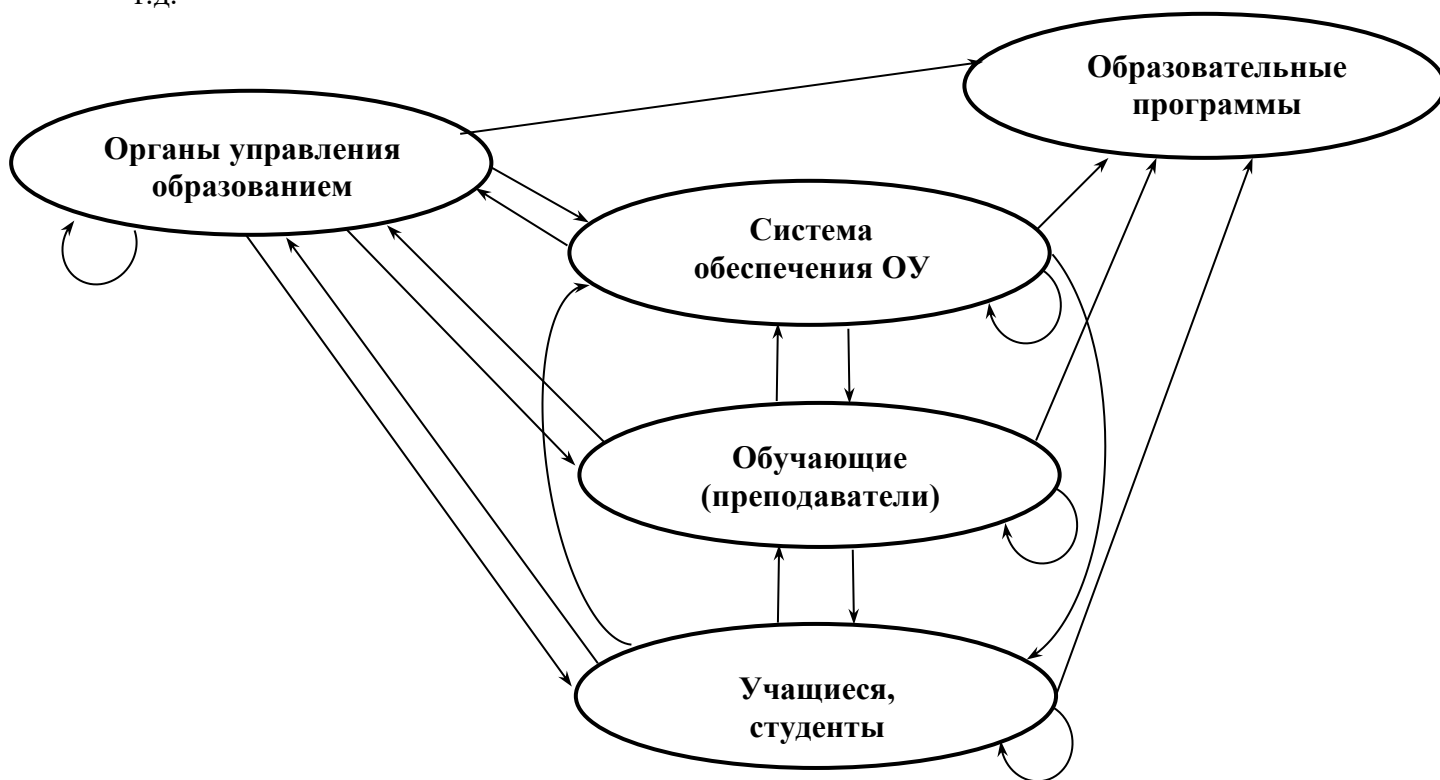 т.д.
Образовательные
программы
Органы управления
образованием
Система
обеспечения ОУ
Обучающие
(преподаватели)
Учащиеся,
студенты